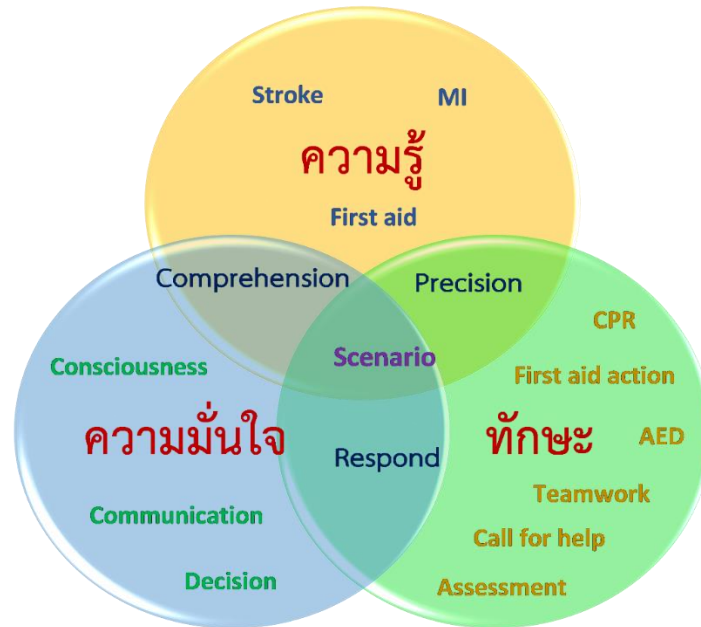 Stroke
MI
ความรู้
First aid
Comprehension
Precision
CPR
Scenario
Consciousness
First aid action
ความมั่นใจ
ทักษะ
AED
Respond
Teamwork
Communication
Call for help
Decision
Assessment